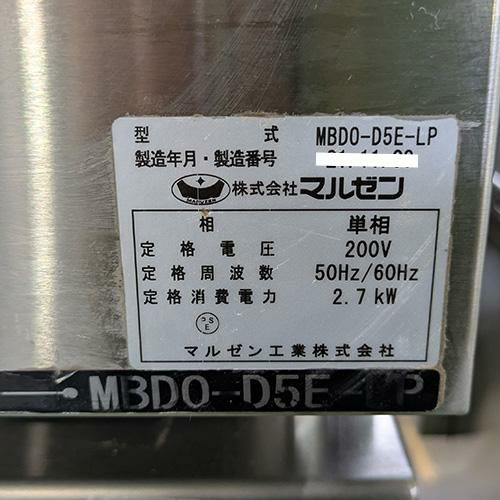 型式 MBDO-D5E-LP
製造年月・製造番号
MARUZEN 株式会社 マルゼン
相 単相
定格電圧 200V
定格周波数 50Hz/60Hz
定格消費電力 2.7kW
PSE
マルゼン工業株式会社
MBDO-D5E-LP